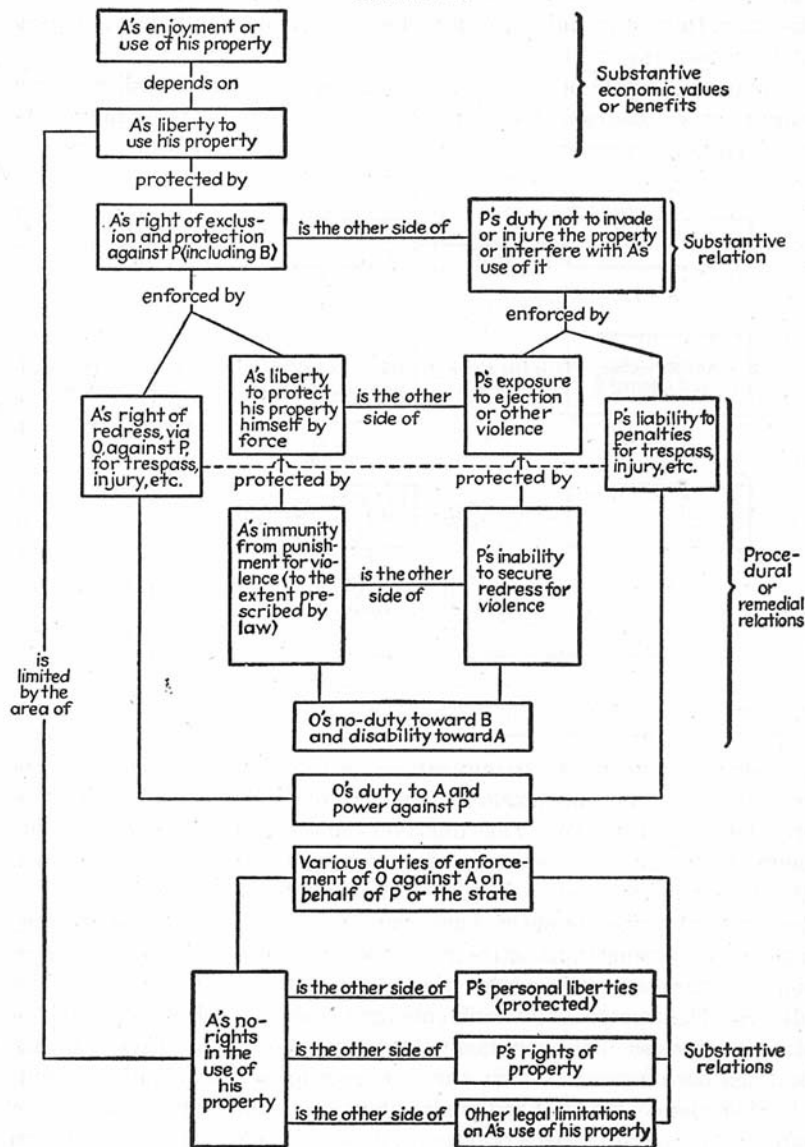 A's enjoyment or
use of his property
depends on
Substantive
economic values
or benefits
A's liberty to
use his property
protected by
A's right of exclus-
ion and protection
against P(including B)
is the other side of
P's duty not to invade
or injure the property
or interfere with A's
use of it
Substantive
relation
enforced by
enforced by
A's right of
redress, via
O, against P,
for trespass,
injury, etc.
A's liberty
to protect
his property
himself by
force
is the other
side of
P's exposure
to ejection
or other
violence
P's liability to
penalties
for trespass,
injury, etc.
protected by
protected by
A's immunity
from punish-
ment for vio-
lence (to the
extent pre-
scribed by
law)
is the other
side of
P's inability
to secure
redress for
violence
Proce-
dural
or
remedial
relations
is
limited
by the
area of
O's no-duty toward B
and disability toward A
O's duty to A and
power against P
Various duties of enforce-
ment of O against A on
behalf of P or the state
A's no-
rights
in the
use of
his
property
is the other side of
P's personal liberties
(protected)
is the other side of
P's rights of
property
Substantive
relations
is the other side of
Other legal limitations
on A's use of his property